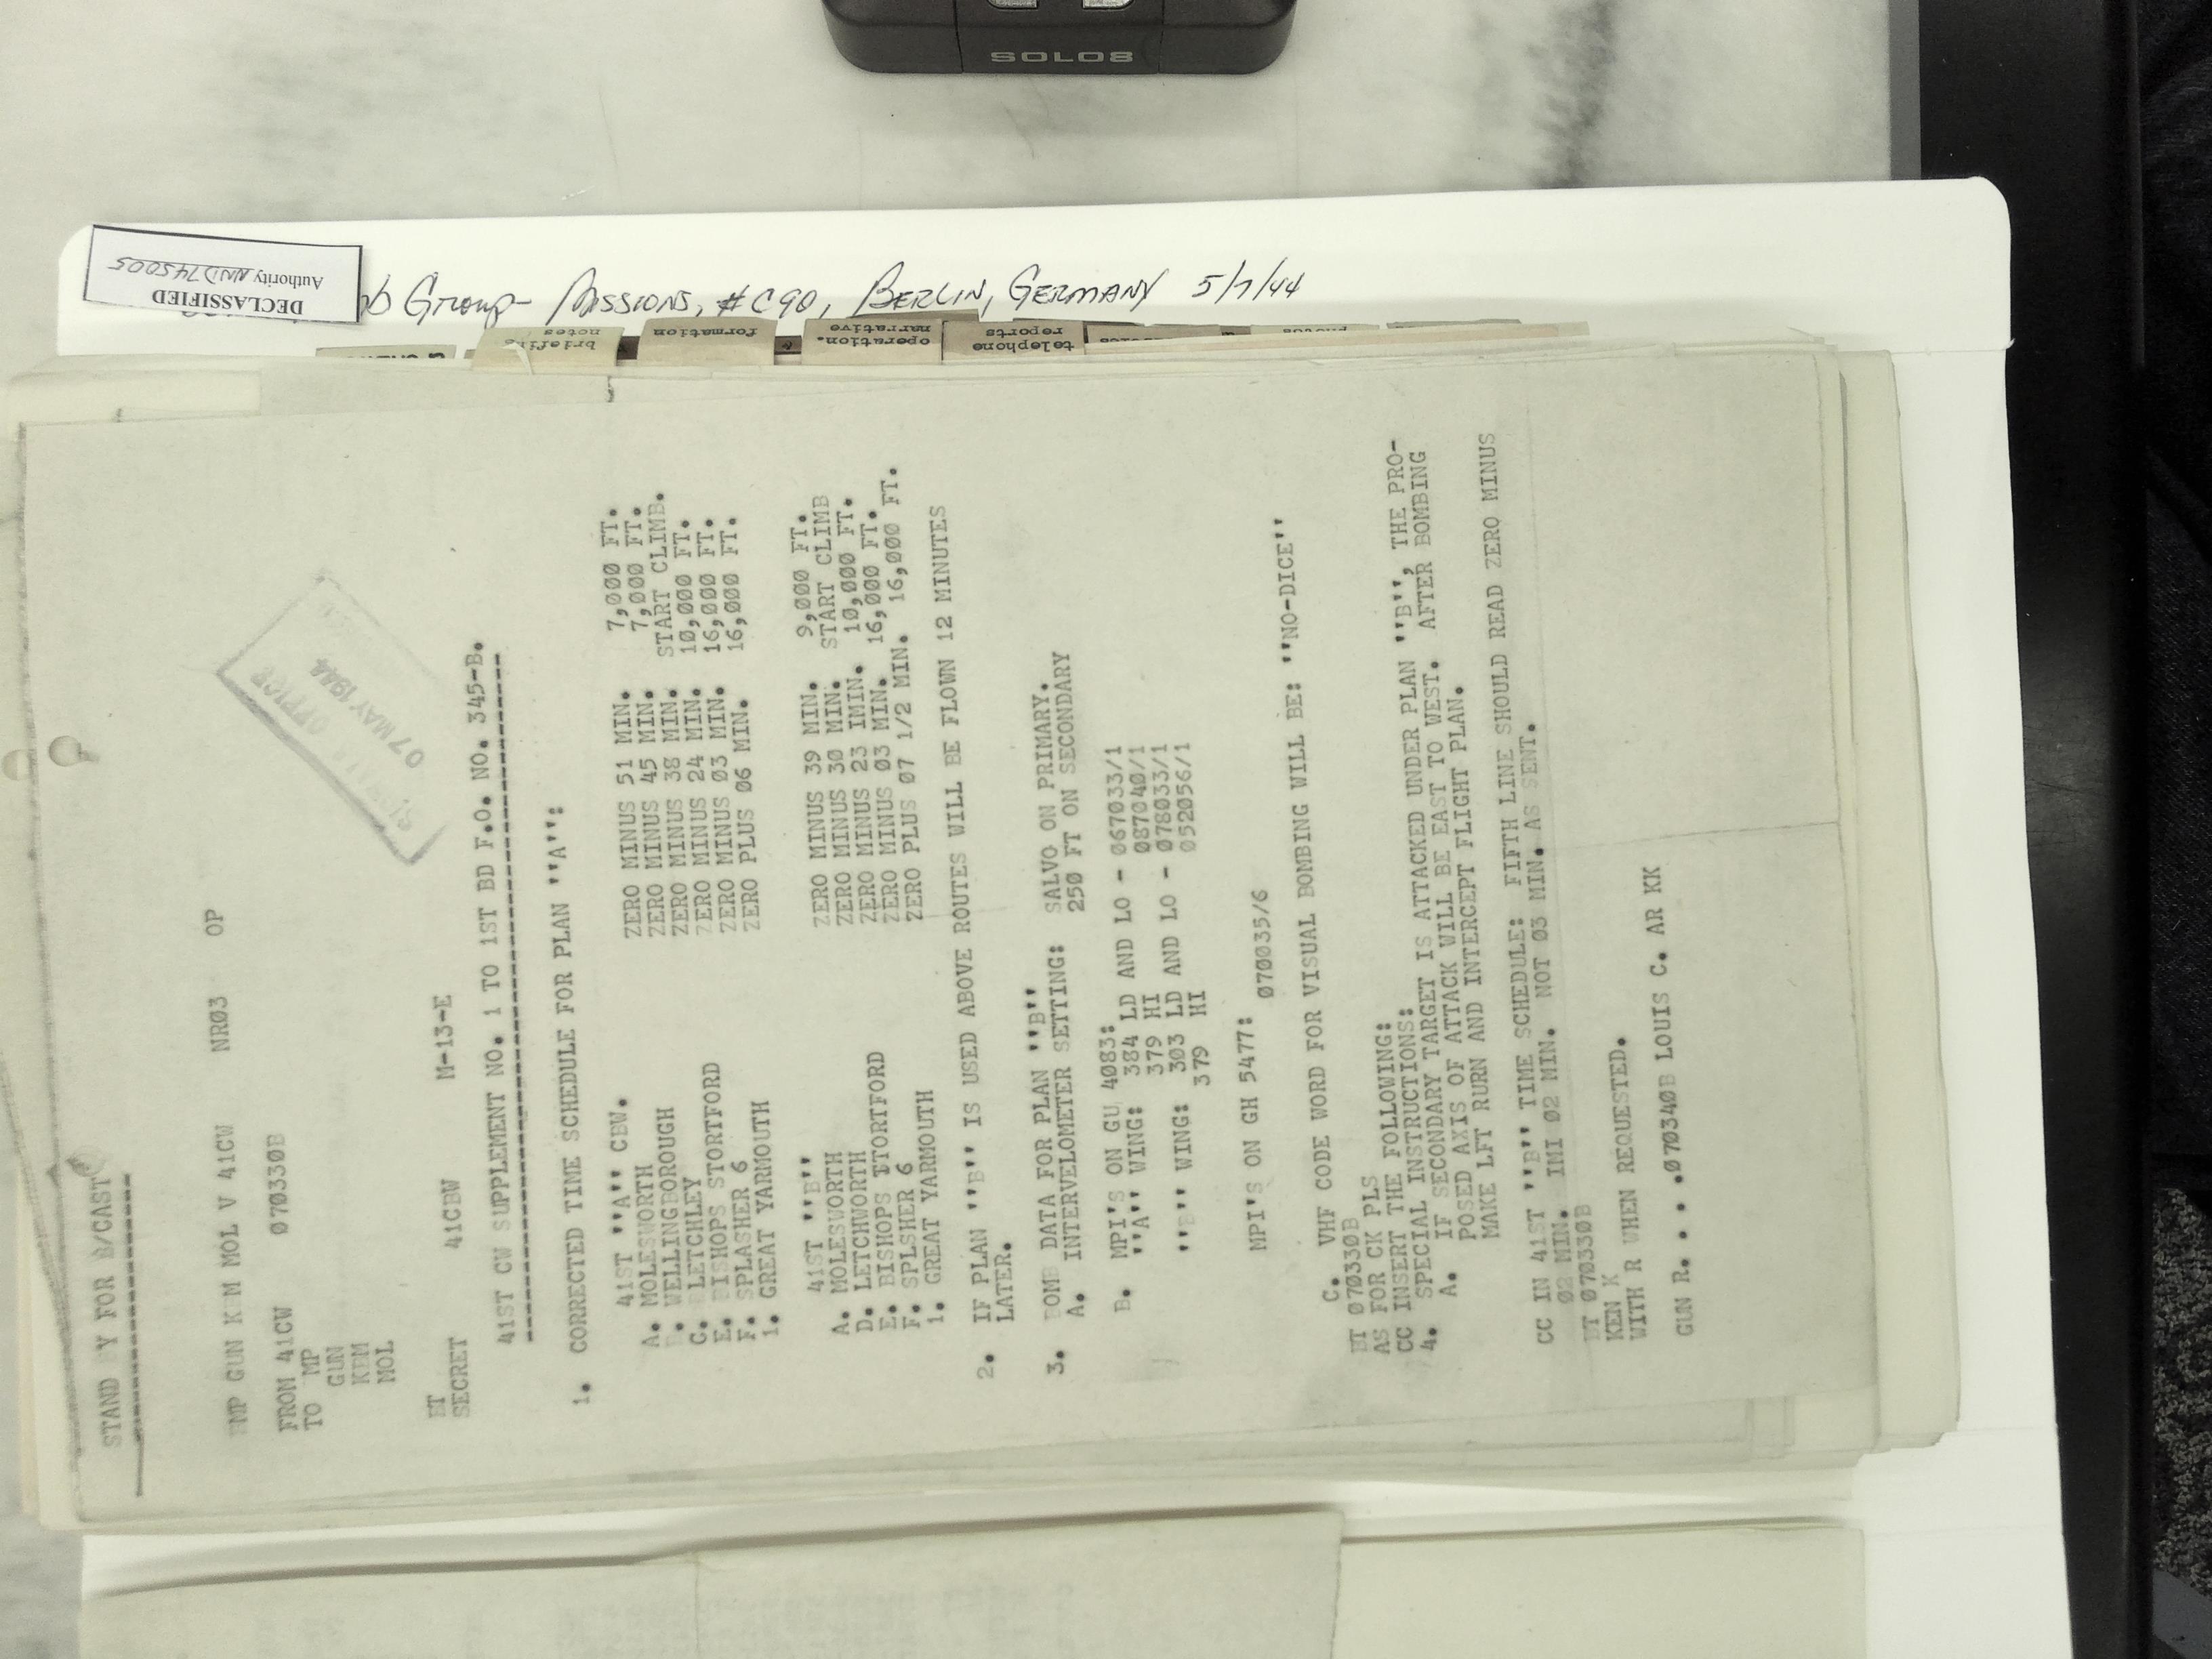 SOLO8
DECLASSIFIED
Authority NND745005
b Group- Missions, #C90, Berlin, Germany 5/7/44
briefing
notes
formation
operation.
narrative
telephone
reports
STAND BY FOR B/CAST
OFFICE
07 MAY 1944
BMP GUN KBM MOL V 41CW NR03 OP
FROM 41CW 070330B
TO MP
GUN
KBM
MOL
BT
SECRET 41CBW M-13-E
41ST CW SUPPLEMENT NO. 1 TO 1ST BD F.O. NO. 345-B.
1. CORRECTED TIME SCHEDULE FOR PLAN ''A'':
41ST ''A'' CBW.
A. MOLESWORTH ZERO MINUS 51 MIN. 7,000 FT.
B. WELLINGBOROUGH ZERO MINUS 45 MIN. 7,000 FT.
C. BLETCHLEY ZERO MINUS 38 MIN. START CLIMB.
E. BISHOPS STORTFORD ZERO MINUS 24 MIN. 10,000 FT.
F. SPLASHER 6 ZERO MINUS 03 MIN. 16,000 FT.
1. GREAT YARMOUTH ZERO PLUS 06 MIN. 16,000 FT.
41ST ''B''
A. MOLESWORTH ZERO MINUS 39 MIN. 9,000 FT.
D. LETCHWORTH ZERO MINUS 30 MIN. START CLIMB
E. BISHOPS TTORTFORD ZERO MINUS 23 IMIN. 10,000 FT.
F. SPLSHER 6 ZERO MINUS 03 MIN. 16,000 FT.
1. GREAT YARMOUTH ZERO PLUS 07 1/2 MIN. 16,000 FT.
2. IF PLAN ''B'' IS USED ABOVE ROUTES WILL BE FLOWN 12 MINUTES
LATER.
3. BOMB DATA FOR PLAN ''B''
A. INTERVELOMETER SETTING: SALVO ON PRIMARY.
250 FT ON SECONDARY
B. MPI'S ON GU 4083:
''A'' WING: 384 LD AND LO - 067033/1
379 HI 087040/1
''B'' WING: 303 LD AND LO - 078033/1
379 HI 052056/1
MPI'S ON GH 5477:
070035/6
C. VHF CODE WORD FOR VISUAL BOMBING WILL BE: ''NO-DICE''
BT 070330B
AS FOR CK PLS
CC INSERT THE FOLLOWING:
4. SPECIAL INSTRUCTIONS:
A. IF SECONDARY TARGET IS ATTACKED UNDER PLAN ''B'', THE PRO-
POSED AXIS OF ATTACK WILL BE EAST TO WEST. AFTER BOMBING
MAKE LFT RURN AND INTERCEPT FLIGHT PLAN.
CC IN 41ST ''B'' TIME SCHEDULE: FIFTH LINE SHOULD READ ZERO MINUS
02 MIN. IMI 02 MIN. NOT 03 MIN. AS SENT.
BT 070330B
KEN K
WITH R WHEN REQUESTED.
GUN R. . . .070340B LOUIS C. AR KK